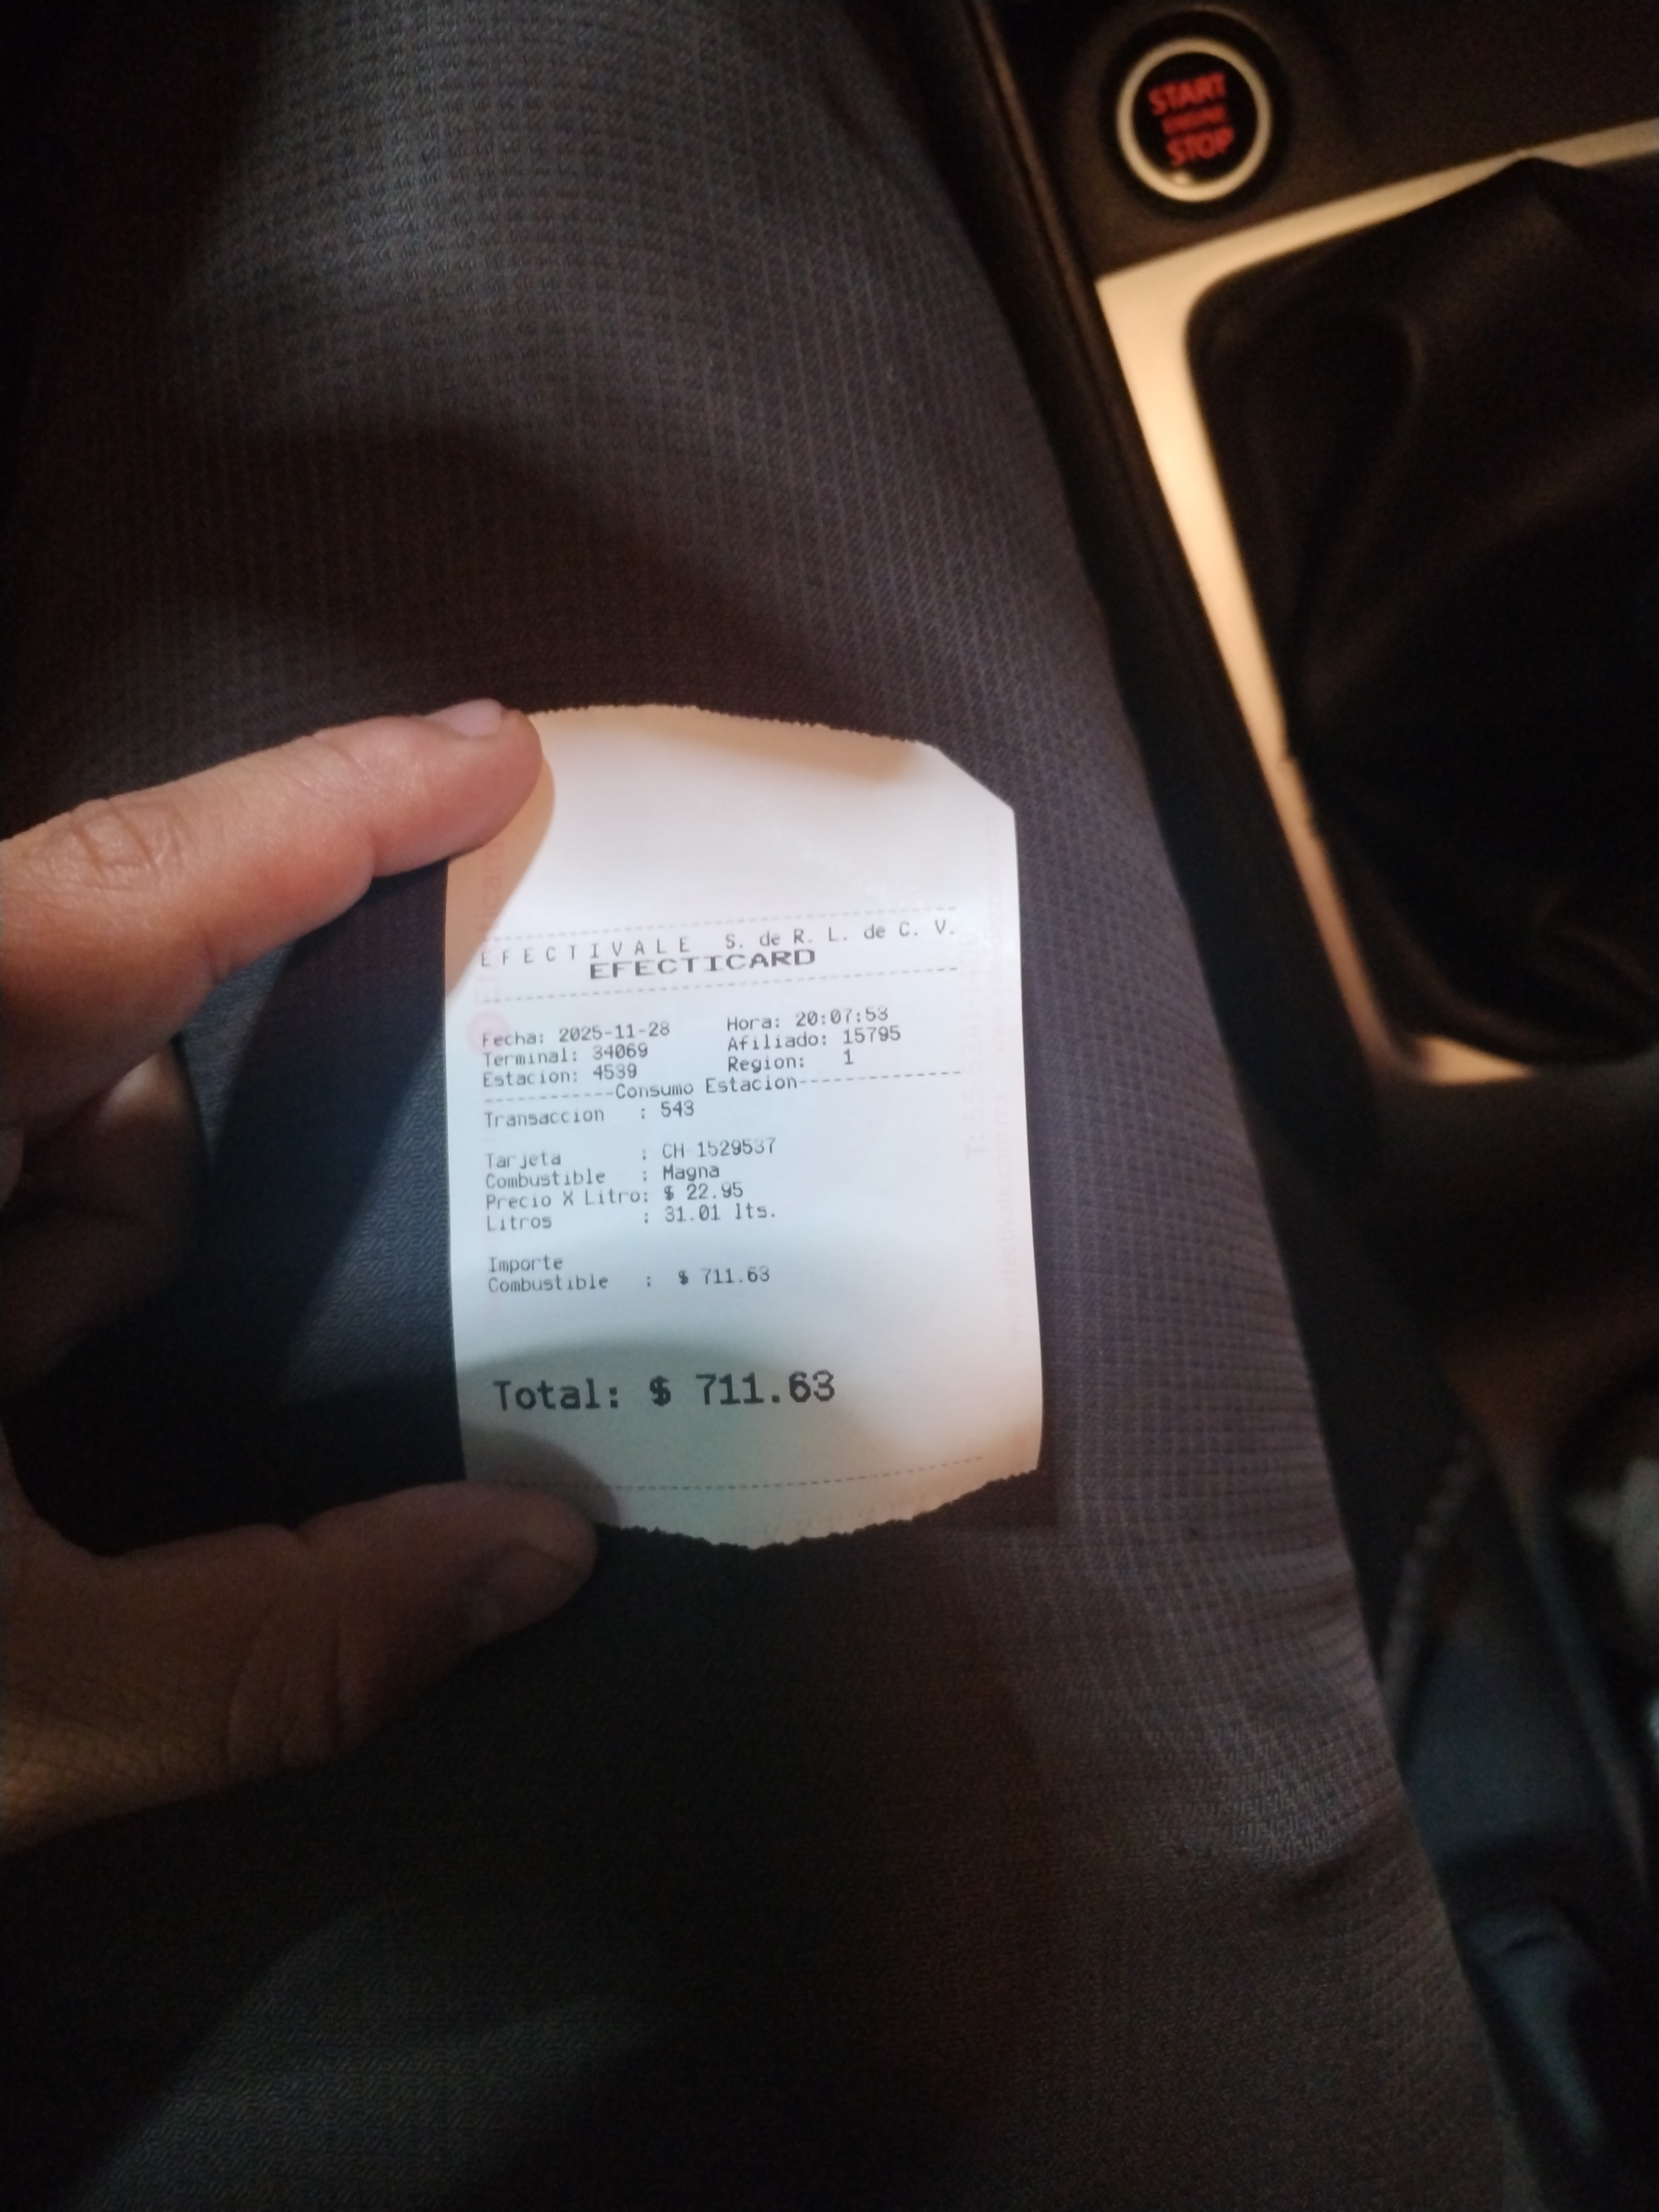 START
ENGINE
STOP
EFECTIVALE S. de R. L. de C. V.
EFECTICARD
Fecha: 2025-11-28 Hora: 20:07:53
Terminal: 34069 Afiliado: 15795
Estacion: 4539 Region: 1
------------Consumo Estacion---------------
Transaccion : 543
Tarjeta : CH-1529537
Combustible : Magna
Precio X Litro: $ 22.95
Litros : 31.01 lts.
Importe
Combustible : $ 711.63
Total: $ 711.63